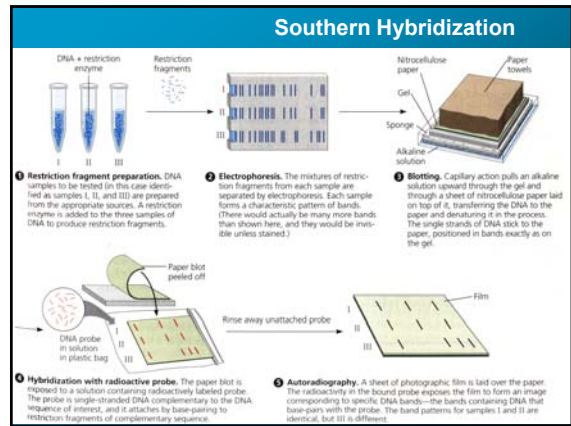 Southern Hybridization
DNA + restriction
enzyme
Restriction
fragments
I
II
III
I
II
III
Nitrocellulose
paper
Paper
towels
Gel
Sponge
Alkaline
solution
1 Restriction fragment preparation. DNA
samples to be tested (in this case identi-
fied as samples I, II, and III) are prepared
from the appropriate sources. A restriction
enzyme is added to the three samples of
DNA to produce restriction fragments.
2 Electrophoresis. The mixtures of restric-
tion fragments from each sample are
separated by electrophoresis. Each sample
forms a characteristic pattern of bands.
(There would actually be many more bands
than shown here, and they would be invis-
ible unless stained.)
3 Blotting. Capillary action pulls an alkaline
solution upward through the gel and
through a sheet of nitrocellulose paper laid
on top of it, transferring the DNA to the
paper and denaturing it in the process.
The single strands of DNA stick to the
paper, positioned in bands exactly as on
the gel.
Paper blot
peeled off
DNA probe
in solution
in plastic bag
I
II
III
Rinse away unattached probe
I
II
III
Film
4 Hybridization with radioactive probe. The paper blot is
exposed to a solution containing radioactively labeled probe.
The probe is single-stranded DNA complementary to the DNA
sequence of interest, and it attaches by base-pairing to
restriction fragments of complementary sequence.
5 Autoradiography. A sheet of photographic film is laid over the paper.
The radioactivity in the bound probe exposes the film to form an image
corresponding to specific DNA bands—the bands containing DNA that
base-pairs with the probe. The band patterns for samples I and II are
identical, but III is different.